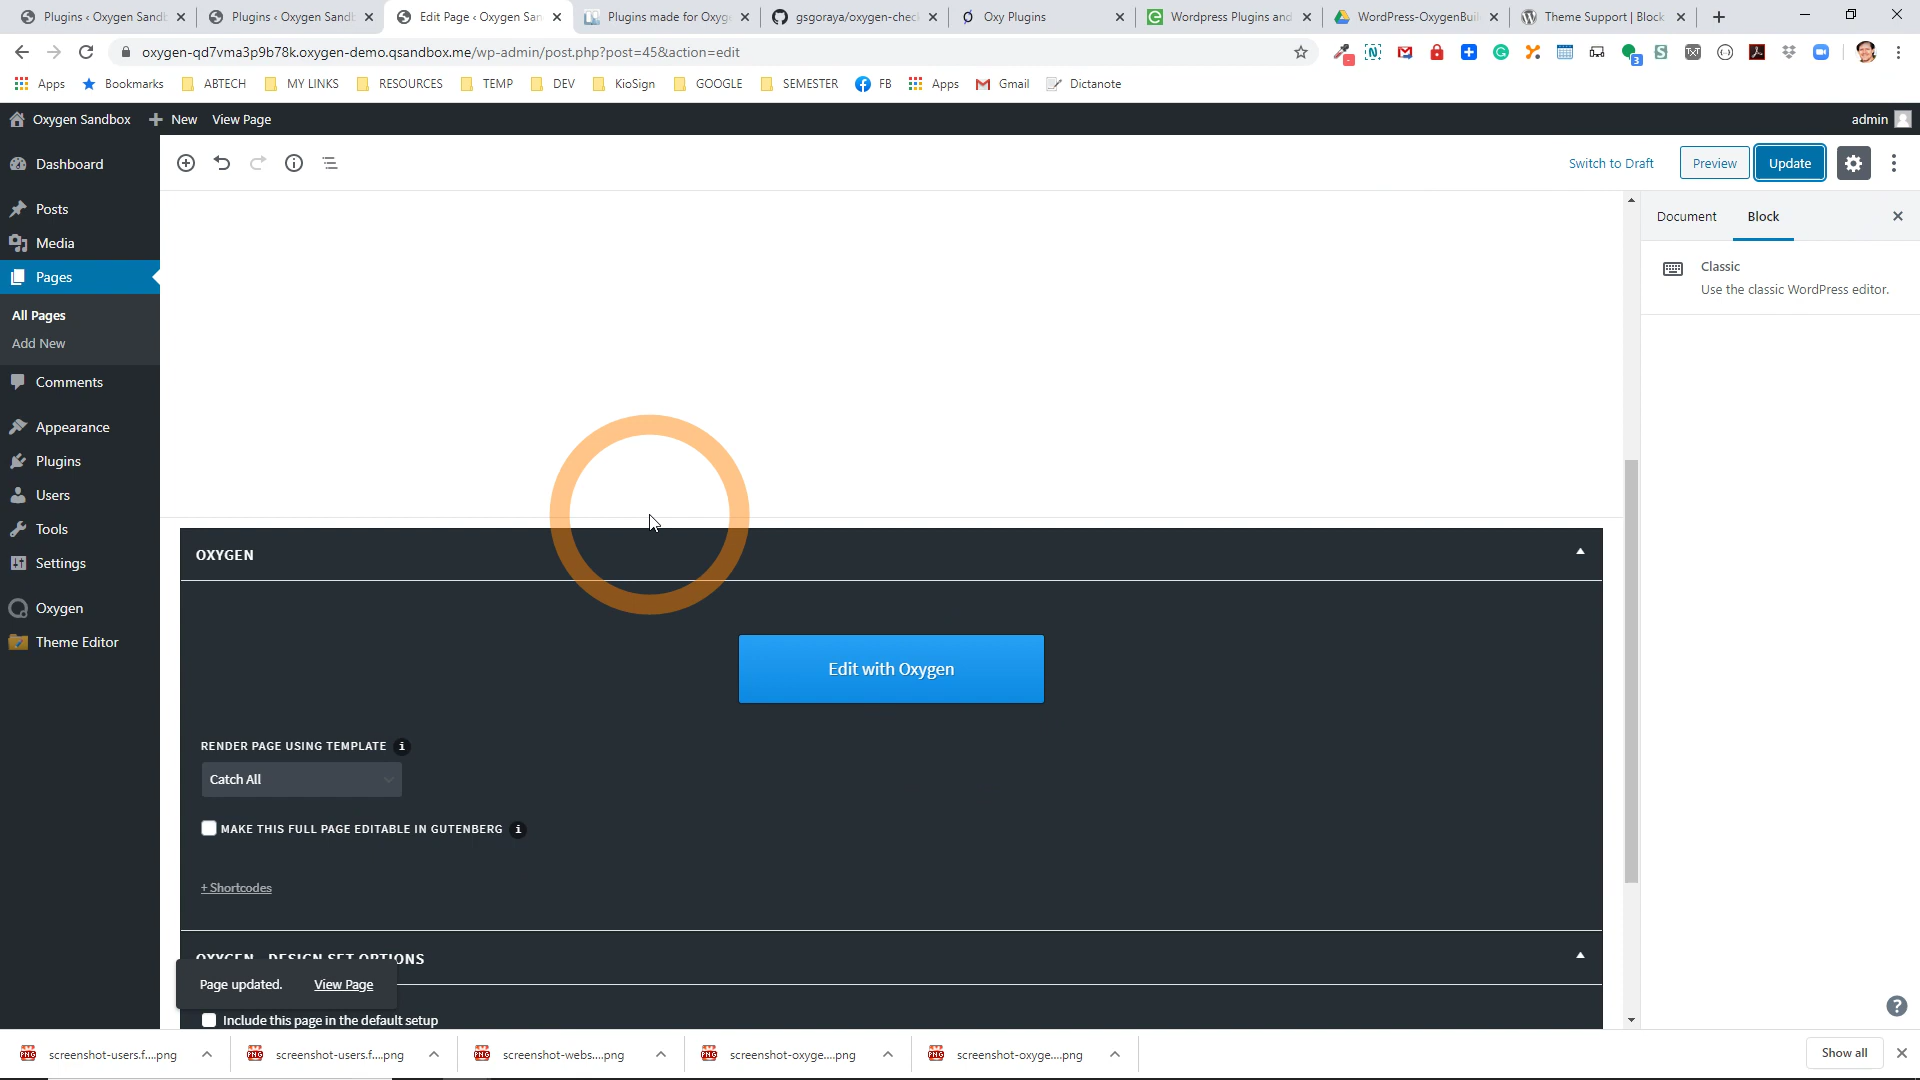 Plugins ‹ Oxygen Sandb
Plugins ‹ Oxygen Sandb
Edit Page ‹ Oxygen San
Plugins made for Oxyg
gsgoraya/oxygen-chec
Oxy Plugins
Wordpress Plugins and
WordPress-OxygenBuil
Theme Support | Block
oxygen-qd7vma3p9b78k.oxygen-demo.qsandbox.me/wp-admin/post.php?post=45&action=edit
Apps
Bookmarks
ABTECH
MY LINKS
RESOURCES
TEMP
DEV
KioSign
GOOGLE
SEMESTER
FB
Apps
Gmail
Dictanote
Oxygen Sandbox
New
View Page
admin
Dashboard
Posts
Media
Pages
All Pages
Add New
Comments
Appearance
Plugins
Users
Tools
Settings
Oxygen
Theme Editor
Switch to Draft
Preview
Update
Document
Block
Classic
Use the classic WordPress editor.
OXYGEN
Edit with Oxygen
RENDER PAGE USING TEMPLATE
Catch All
MAKE THIS FULL PAGE EDITABLE IN GUTENBERG
+ Shortcodes
OXYGEN - DESIGN SET OPTIONS
Page updated.
View Page
Include this page in the default setup
screenshot-users.f....png
screenshot-users.f....png
screenshot-webs....png
screenshot-oxyge....png
screenshot-oxyge....png
Show all